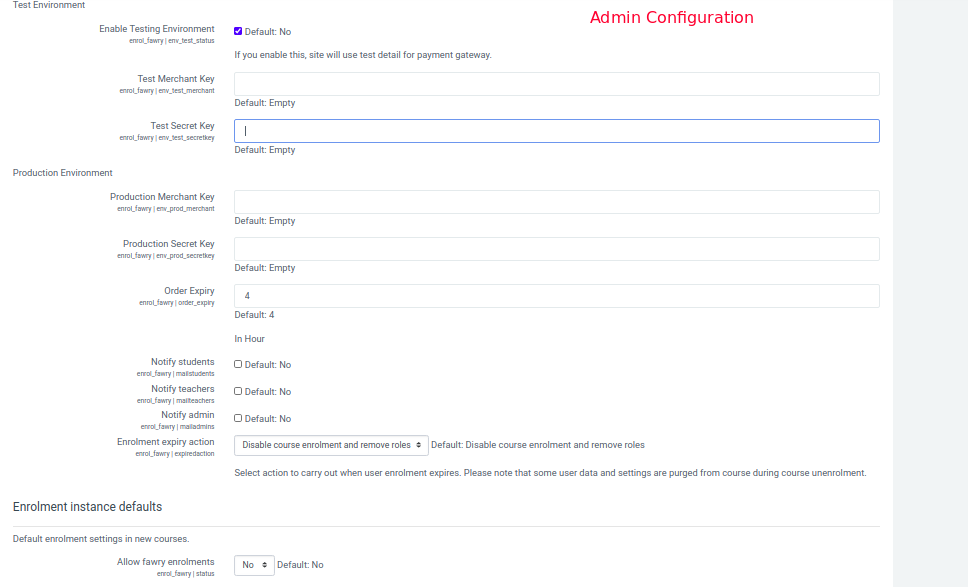 Test Environment
Admin Configuration
Enable Testing Environment
Default: No
enrol_fawry | env_test_status
If you enable this, site will use test detail for payment gateway.
Test Merchant Key
enrol_fawry | env_test_merchant
Default: Empty
Test Secret Key
enrol_fawry | env_test_secretkey
Default: Empty
Production Environment
Production Merchant Key
enrol_fawry | env_prod_merchant
Default: Empty
Production Secret Key
enrol_fawry | env_prod_secretkey
Default: Empty
Order Expiry
4
enrol_fawry | order_expiry
Default: 4
In Hour
Notify students
Default: No
enrol_fawry | mailstudents
Notify teachers
Default: No
enrol_fawry | mailteachers
Notify admin
Default: No
enrol_fawry | mailadmins
Enrolment expiry action
Disable course enrolment and remove roles
Default: Disable course enrolment and remove roles
enrol_fawry | expiredaction
Select action to carry out when user enrolment expires. Please note that some user data and settings are purged from course during course unenrolment.
Enrolment instance defaults
Default enrolment settings in new courses.
Allow fawry enrolments
No
Default: No
enrol_fawry | status